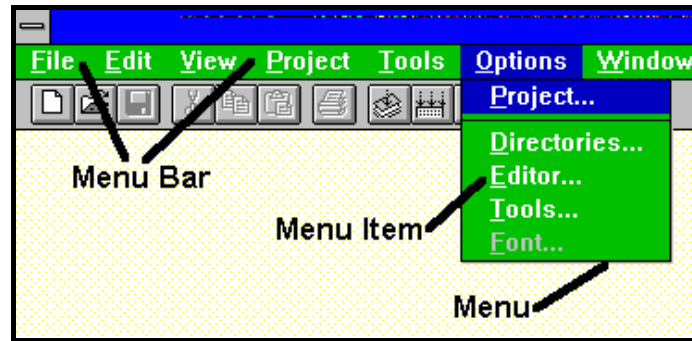 File Edit View Project Tools Options Window
Project...
Directories...
Menu Bar
Editor...
Menu Item
Tools...
Font...
Menu